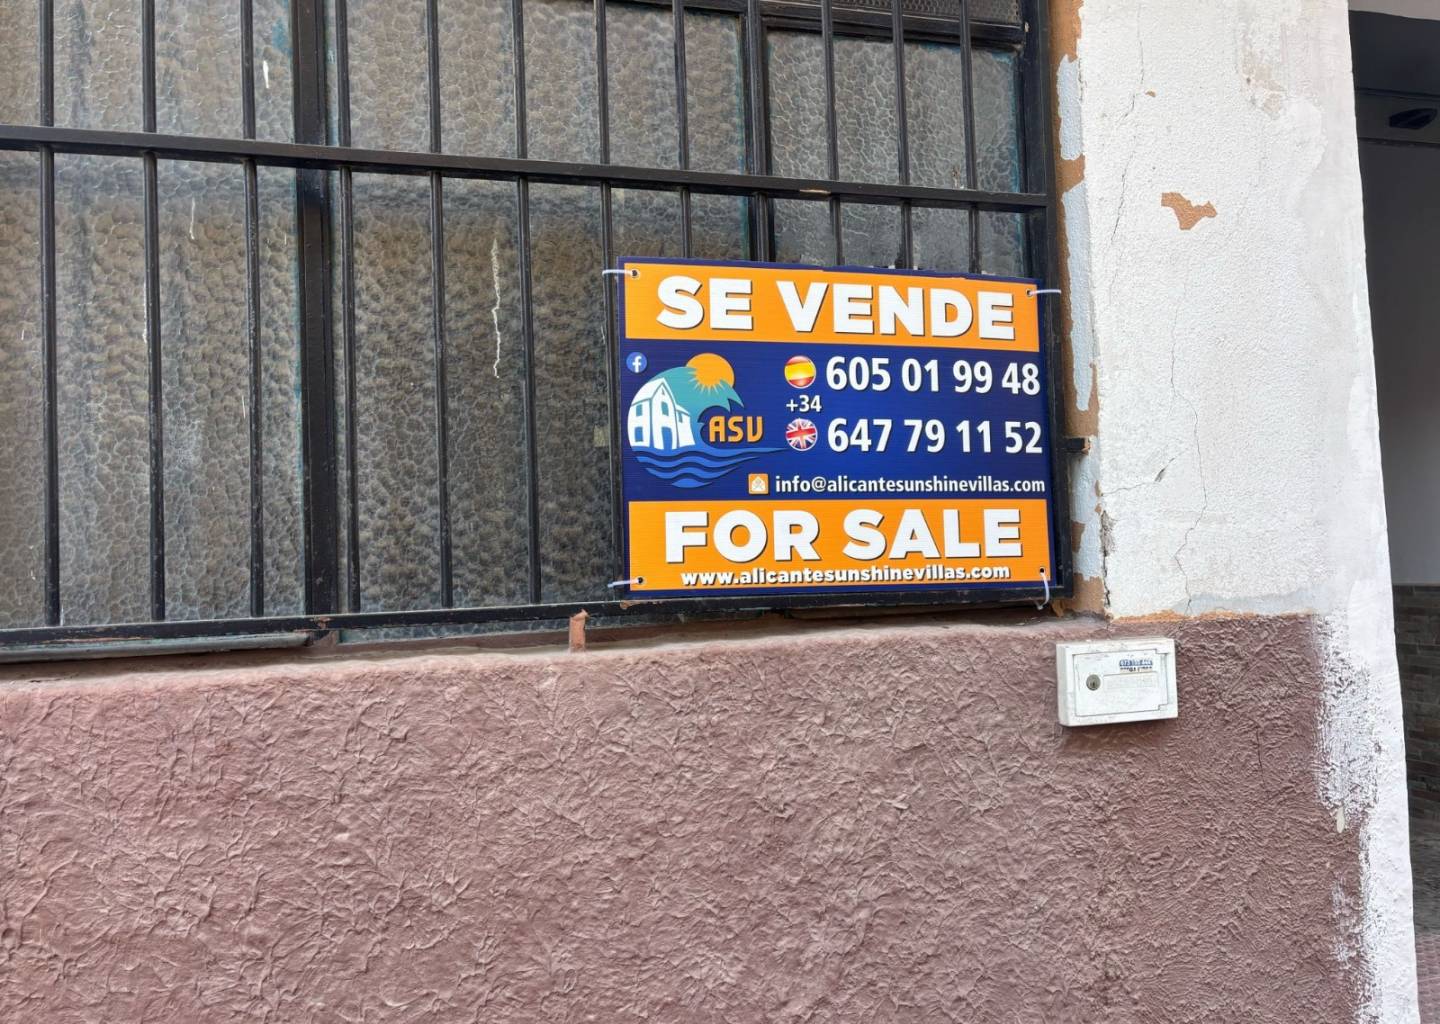 SE VENDE
f
605 01 99 48
+34
ASV
647 79 11 52
info@alicantesunshinevillas.com
FOR SALE
www.alicantesunshinevillas.com